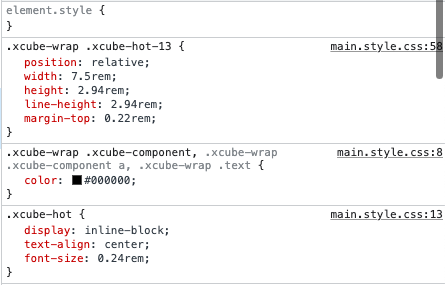 element.style {
}
.xcube-wrap .xcube-hot-13 { main.style.css:58
position: relative;
width: 7.5rem;
height: 2.94rem;
line-height: 2.94rem;
margin-top: 0.22rem;
}
.xcube-wrap .xcube-component, .xcube-wrap main.style.css:8
.xcube-component a, .xcube-wrap .text {
color: #000000;
}
.xcube-hot { main.style.css:13
display: inline-block;
text-align: center;
font-size: 0.24rem;
}